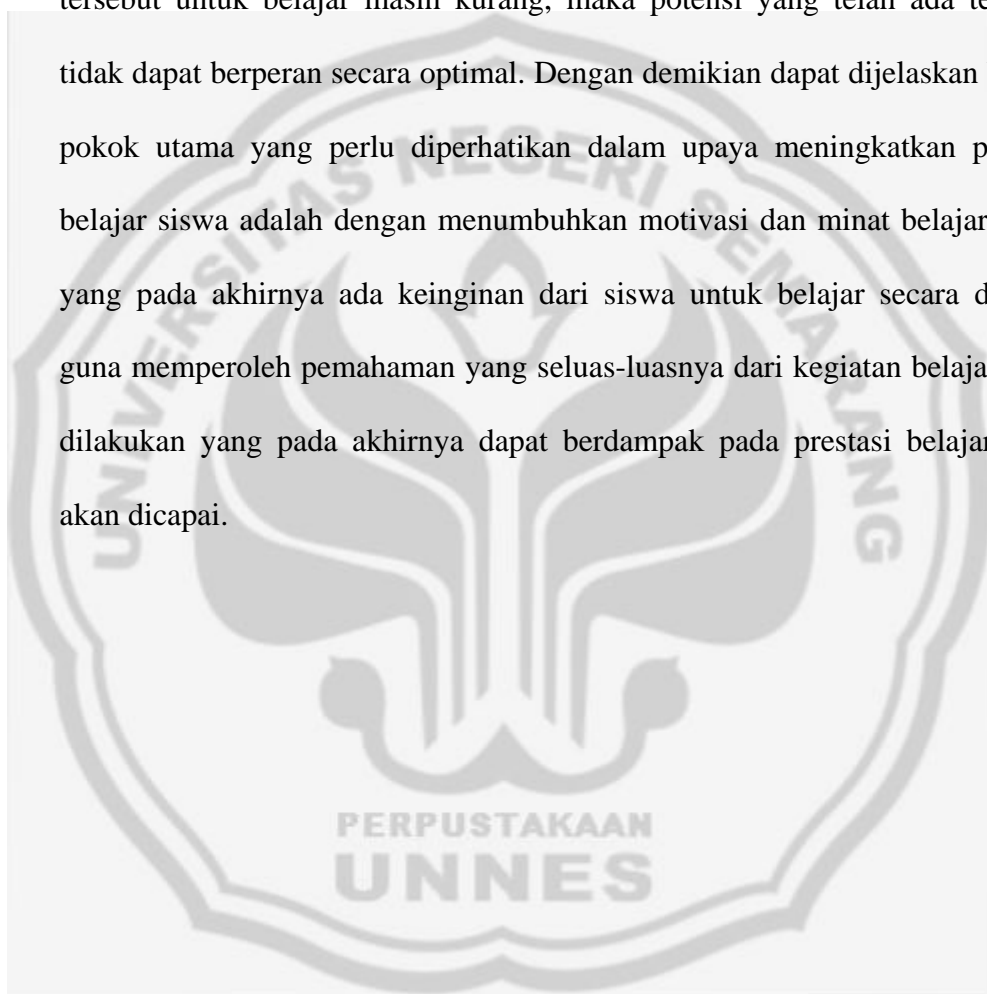 tersebut untuk belajar masih kurang, maka potensi yang telah ada
tidak dapat berperan secara optimal. Dengan demikian dapat dijelaskan
pokok utama yang perlu diperhatikan dalam upaya meningkatkan
belajar siswa adalah dengan menumbuhkan motivasi dan minat belajar
yang pada akhirnya ada keinginan dari siswa untuk belajar secara
guna memperoleh pemahaman yang seluas-luasnya dari kegiatan
dilakukan yang pada akhirnya dapat berdampak pada prestasi belajar
akan dicapai.
UNIVERSITAS NEGERI SEMARANG
PERPUSTAKAAN
UNNES